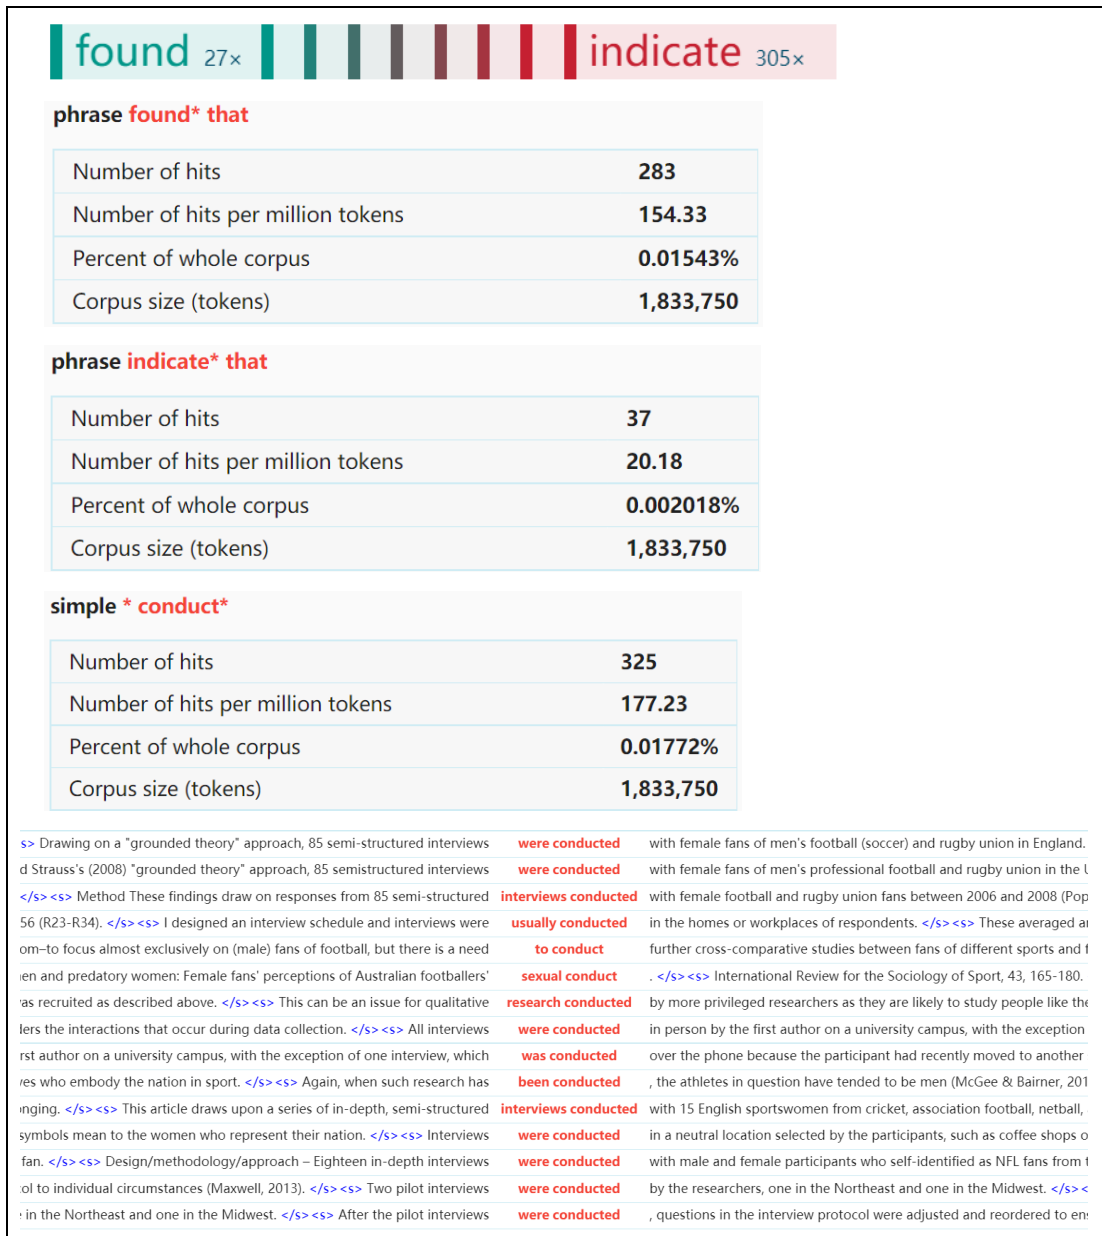 found 27× indicate 305×
phrase found* that
Number of hits 283
Number of hits per million tokens 154.33
Percent of whole corpus 0.01543%
Corpus size (tokens) 1,833,750
phrase indicate* that
Number of hits 37
Number of hits per million tokens 20.18
Percent of whole corpus 0.002018%
Corpus size (tokens) 1,833,750
simple * conduct*
Number of hits 325
Number of hits per million tokens 177.23
Percent of whole corpus 0.01772%
Corpus size (tokens) 1,833,750
s> Drawing on a "grounded theory" approach, 85 semi-structured interviews were conducted with female fans of men's football (soccer) and rugby union in England.
d Strauss's (2008) "grounded theory" approach, 85 semistructured interviews were conducted with female fans of men's professional football and rugby union in the
</s><s> Method These findings draw on responses from 85 semi-structured interviews conducted with female football and rugby union fans between 2006 and 2008 (Pop
56 (R23-R34). </s><s> I designed an interview schedule and interviews were usually conducted in the homes or workplaces of respondents. </s><s> These averaged
om–to focus almost exclusively on (male) fans of football, but there is a need to conduct further cross-comparative studies between fans of different sports and
en and predatory women: Female fans' perceptions of Australian footballers' sexual conduct . </s><s> International Review for the Sociology of Sport, 43, 165-180.
as recruited as described above. </s><s> This can be an issue for qualitative research conducted by more privileged researchers as they are likely to study people like the
ders the interactions that occur during data collection. </s><s> All interviews were conducted in person by the first author on a university campus, with the exception
rst author on a university campus, with the exception of one interview, which was conducted over the phone because the participant had recently moved to another
es who embody the nation in sport. </s><s> Again, when such research has been conducted , the athletes in question have tended to be men (McGee & Bairner, 201
nging. </s><s> This article draws upon a series of in-depth, semi-structured interviews conducted with 15 English sportswomen from cricket, association football, netball,
symbols mean to the women who represent their nation. </s><s> Interviews were conducted in a neutral location selected by the participants, such as coffee shops o
fan. </s><s> Design/methodology/approach – Eighteen in-depth interviews were conducted with male and female participants who self-identified as NFL fans from
ol to individual circumstances (Maxwell, 2013). </s><s> Two pilot interviews were conducted by the researchers, one in the Northeast and one in the Midwest. </s><
in the Northeast and one in the Midwest. </s><s> After the pilot interviews were conducted , questions in the interview protocol were adjusted and reordered to en